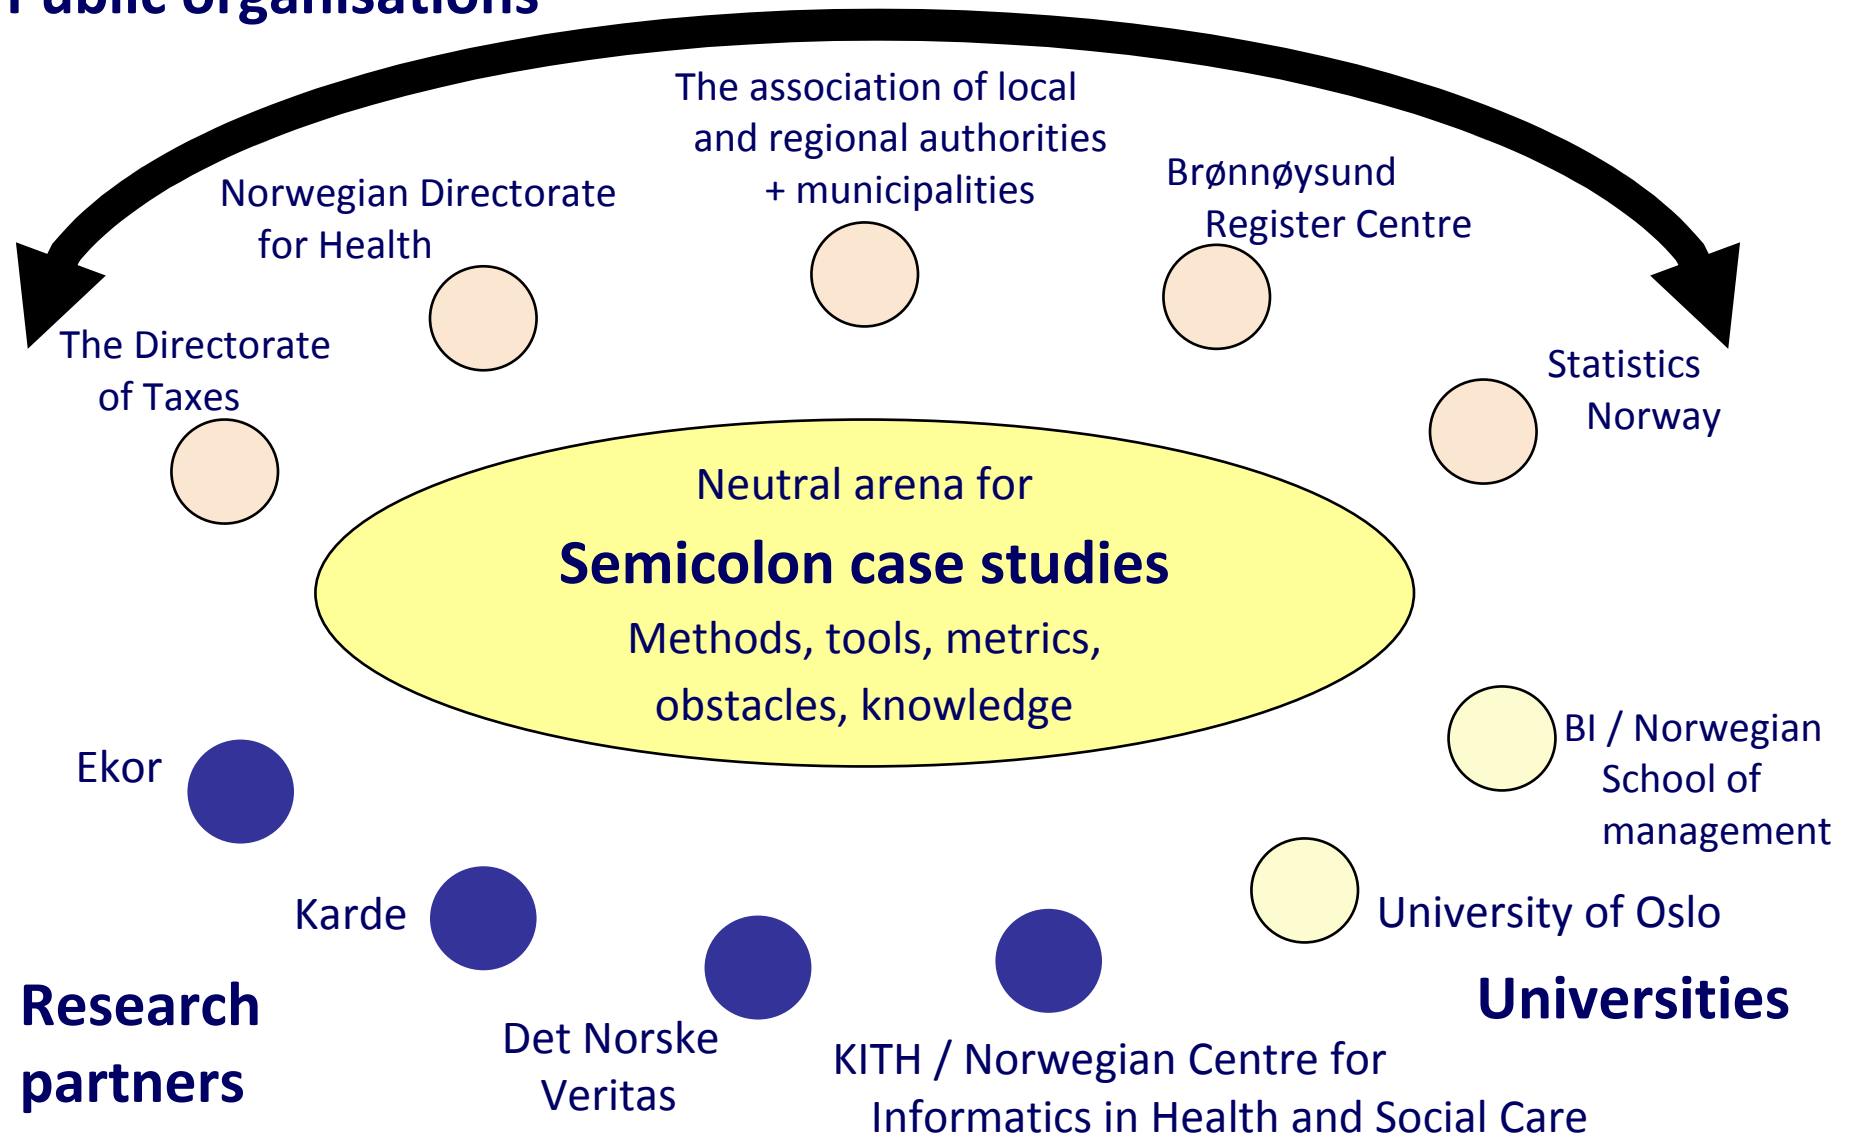 Public organisations
The association of local
and regional authorities
+ municipalities
Norwegian Directorate
for Health
Brønnøysund
Register Centre
The Directorate
of Taxes
Statistics
Norway
Neutral arena for
Semicolon case studies
Methods, tools, metrics,
obstacles, knowledge
Ekor
BI / Norwegian
School of
management
Karde
University of Oslo
Research
partners
Universities
Det Norske
Veritas
KITH / Norwegian Centre for
Informatics in Health and Social Care